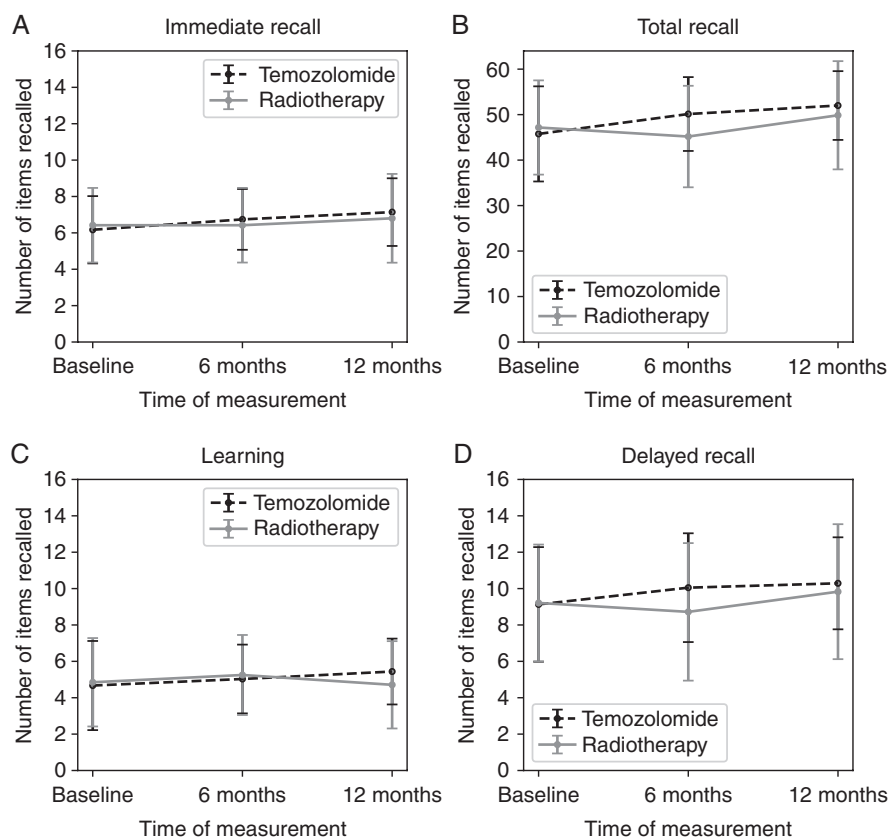 A
Immediate recall
Number of items recalled
16
14
12
10
8
6
4
2
0
Temozolomide
Radiotherapy
Baseline
6 months
12 months
Time of measurement
B
Total recall
Number of items recalled
60
50
40
30
20
10
0
Temozolomide
Radiotherapy
Baseline
6 months
12 months
Time of measurement
C
Learning
Number of items recalled
16
14
12
10
8
6
4
2
0
Temozolomide
Radiotherapy
Baseline
6 months
12 months
Time of measurement
D
Delayed recall
Number of items recalled
16
14
12
10
8
6
4
2
0
Temozolomide
Radiotherapy
Baseline
6 months
12 months
Time of measurement